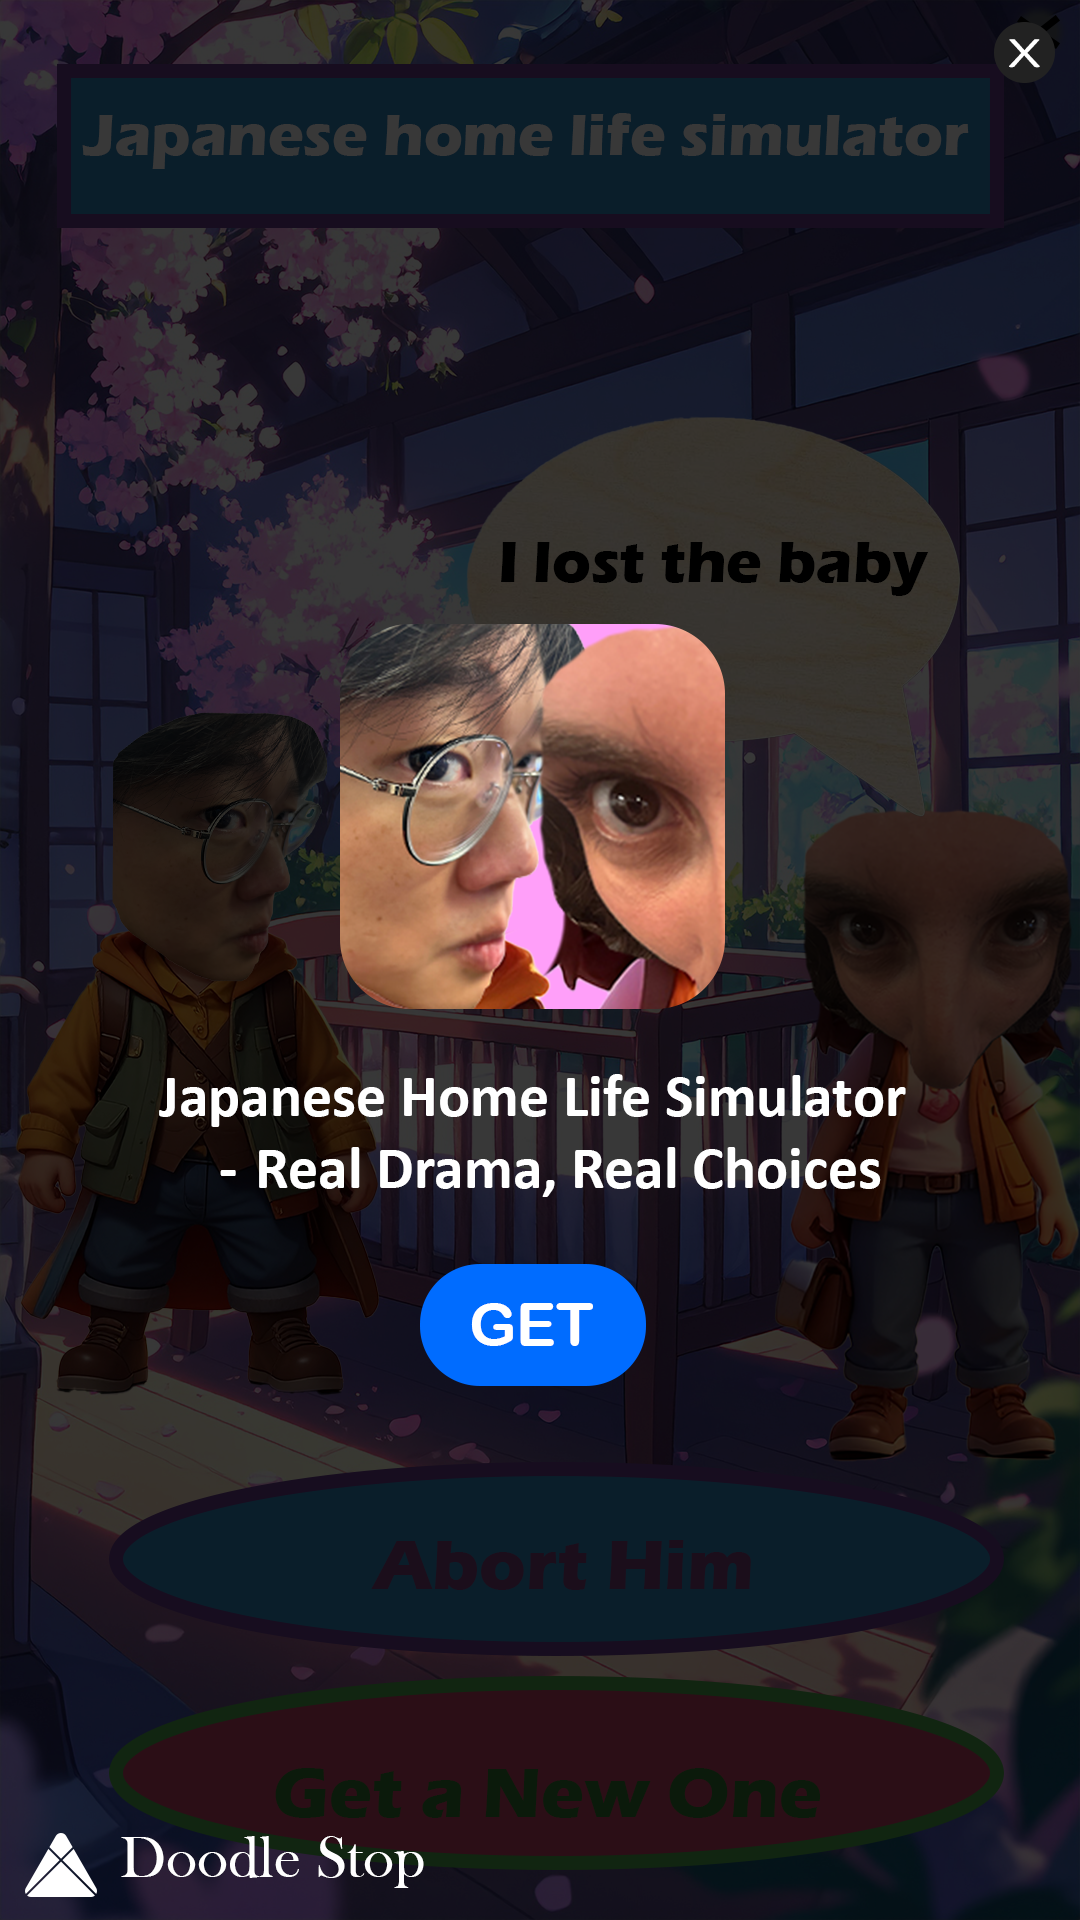 Japanese home life simulator
I lost the baby
Japanese Home Life Simulator
- Real Drama, Real Choices
GET
Abort Him
Get a New One
Doodle Stop